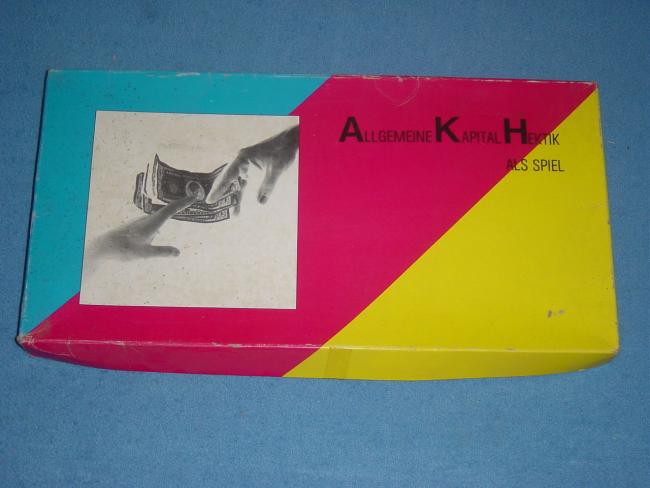 ALLGEMEINE KAPITAL HEKTIK
ALS SPIEL